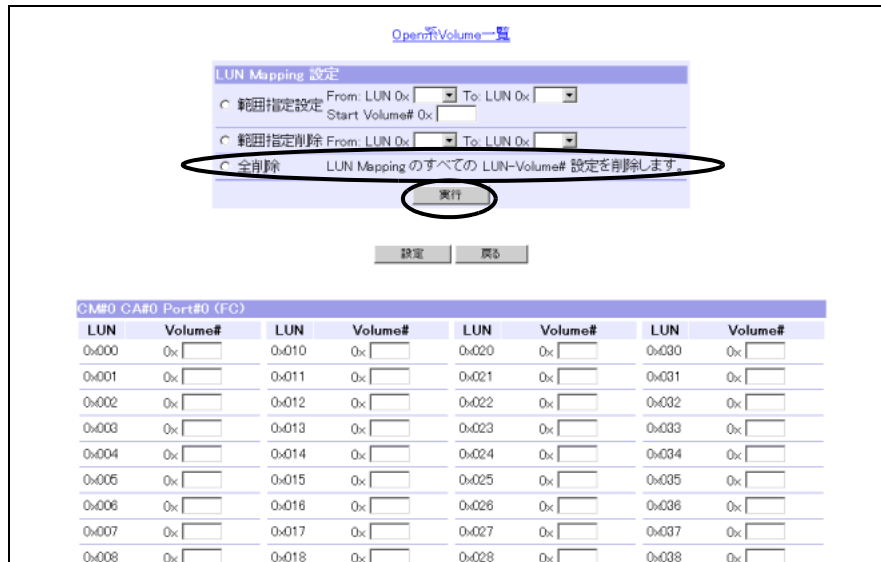 Open系Volume一覧
LUN Mapping 設定
範囲指定設定 From: LUN 0x To: LUN 0x
Start Volume# 0x
範囲指定削除 From: LUN 0x To: LUN 0x
全削除 LUN Mapping のすべての LUN-Volume# 設定を削除します。
実行
設定 戻る
CM#0 CA#0 Port#0 (FC)
LUN Volume# LUN Volume# LUN Volume# LUN Volume#
0x000 0x 0x010 0x 0x020 0x 0x030 0x
0x001 0x 0x011 0x 0x021 0x 0x031 0x
0x002 0x 0x012 0x 0x022 0x 0x032 0x
0x003 0x 0x013 0x 0x023 0x 0x033 0x
0x004 0x 0x014 0x 0x024 0x 0x034 0x
0x005 0x 0x015 0x 0x025 0x 0x035 0x
0x006 0x 0x016 0x 0x026 0x 0x036 0x
0x007 0x 0x017 0x 0x027 0x 0x037 0x
0x008 0x 0x018 0x 0x028 0x 0x038 0x